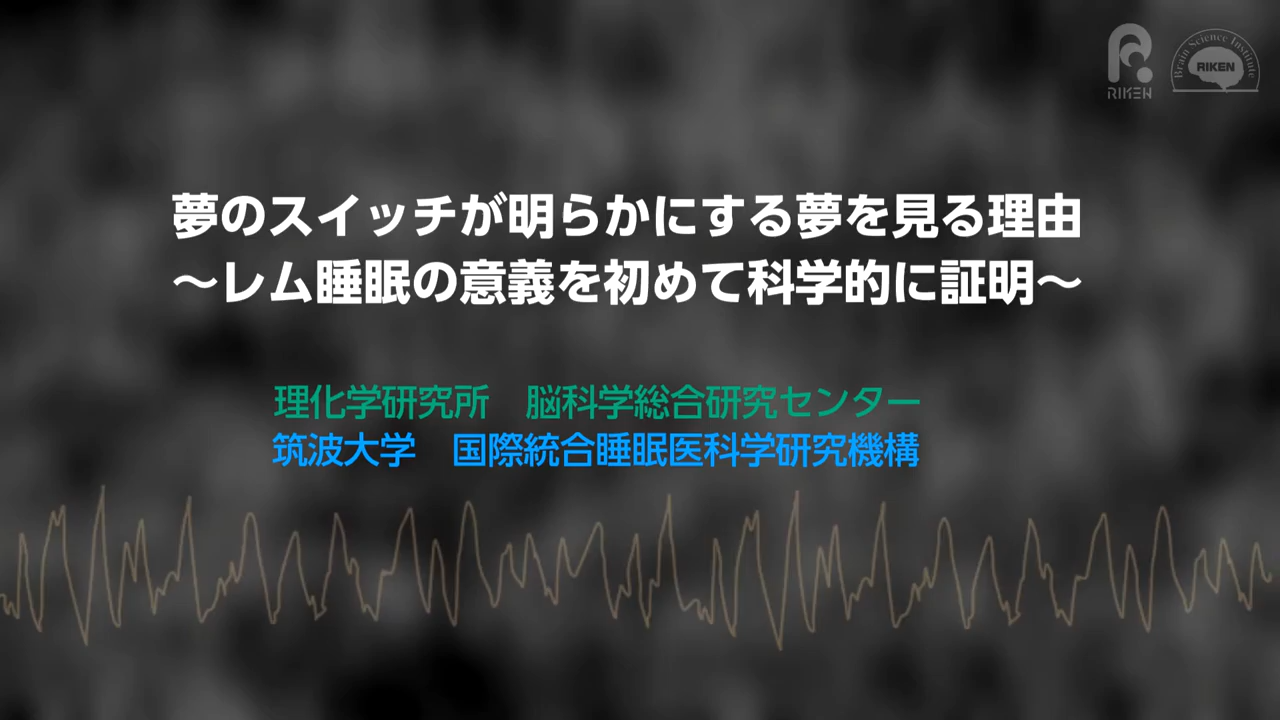 RIKEN
Brain Science Institute
RIKEN
夢のスイッチが明らかにする夢を見る理由
～レム睡眠の意義を初めて科学的に証明～
理化学研究所　脳科学総合研究センター
筑波大学　国際統合睡眠医科学研究機構